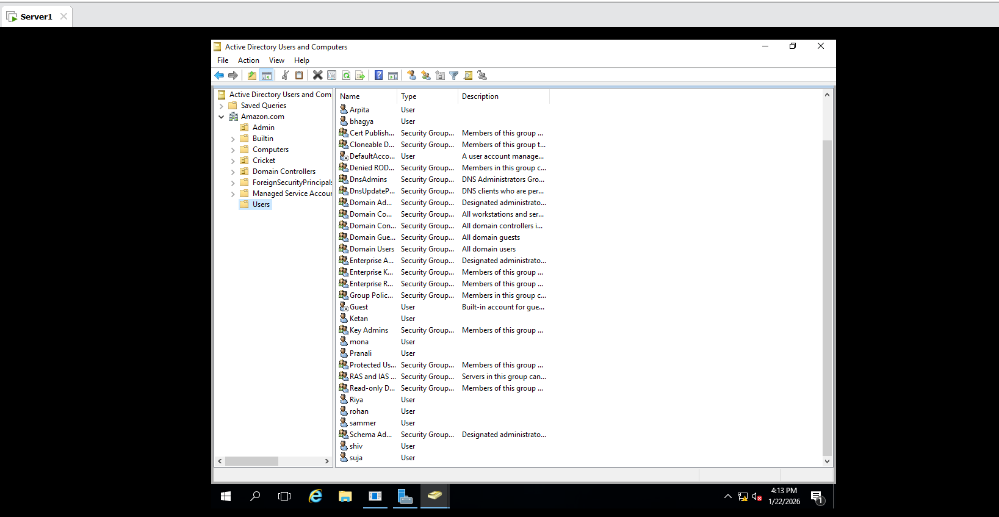 Server1
Active Directory Users and Computers
File Action View Help
Active Directory Users and Com
Saved Queries
Amazon.com
Admin
Builtin
Computers
Cricket
Domain Controllers
ForeignSecurityPrincipals
Managed Service Accour
Users
Name Type Description
Arpita User
bhagya User
Cert Publish... Security Group... Members of this group ...
Cloneable D... Security Group... Members of this group t...
DefaultAcco... User A user account manage...
Denied ROD... Security Group... Members in this group c...
DnsAdmins Security Group... DNS Administrators Gro...
DnsUpdateP... Security Group... DNS clients who are per...
Domain Ad... Security Group... Designated administrato...
Domain Co... Security Group... All workstations and ser...
Domain Con... Security Group... All domain controllers i...
Domain Gue... Security Group... All domain guests
Domain Users Security Group... All domain users
Enterprise A... Security Group... Designated administrato...
Enterprise K... Security Group... Members of this group ...
Enterprise R... Security Group... Members of this group ...
Group Polic... Security Group... Members in this group c...
Guest User Built-in account for gue...
Ketan User
Key Admins Security Group... Members of this group ...
mona User
Pranali User
Protected Us... Security Group... Members of this group ...
RAS and IAS ... Security Group... Servers in this group can...
Read-only D... Security Group... Members of this group ...
Riya User
rohan User
sammer User
Schema Ad... Security Group... Designated administrato...
shiv User
suja User
4:13 PM
1/22/2026
1